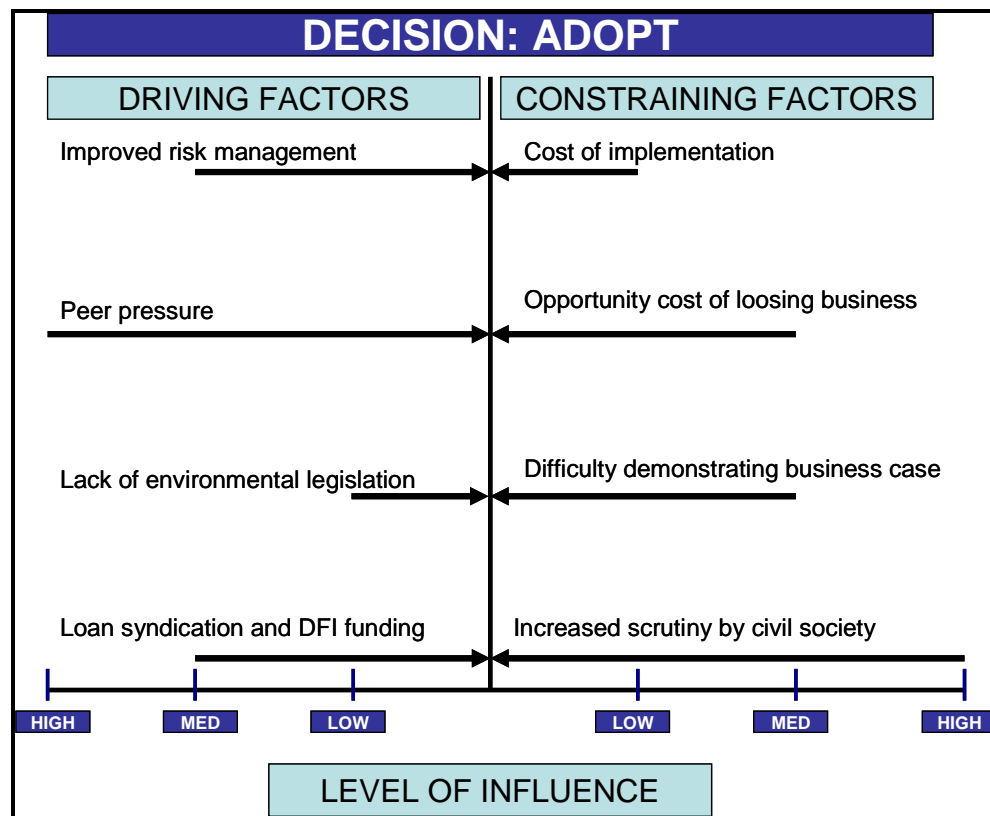 DECISION: ADOPT
DRIVING FACTORS
CONSTRAINING FACTORS
Improved risk management
Cost of implementation
Peer pressure
Opportunity cost of loosing business
Lack of environmental legislation
Difficulty demonstrating business case
Loan syndication and DFI funding
Increased scrutiny by civil society
HIGH
MED
LOW
LOW
MED
HIGH
LEVEL OF INFLUENCE